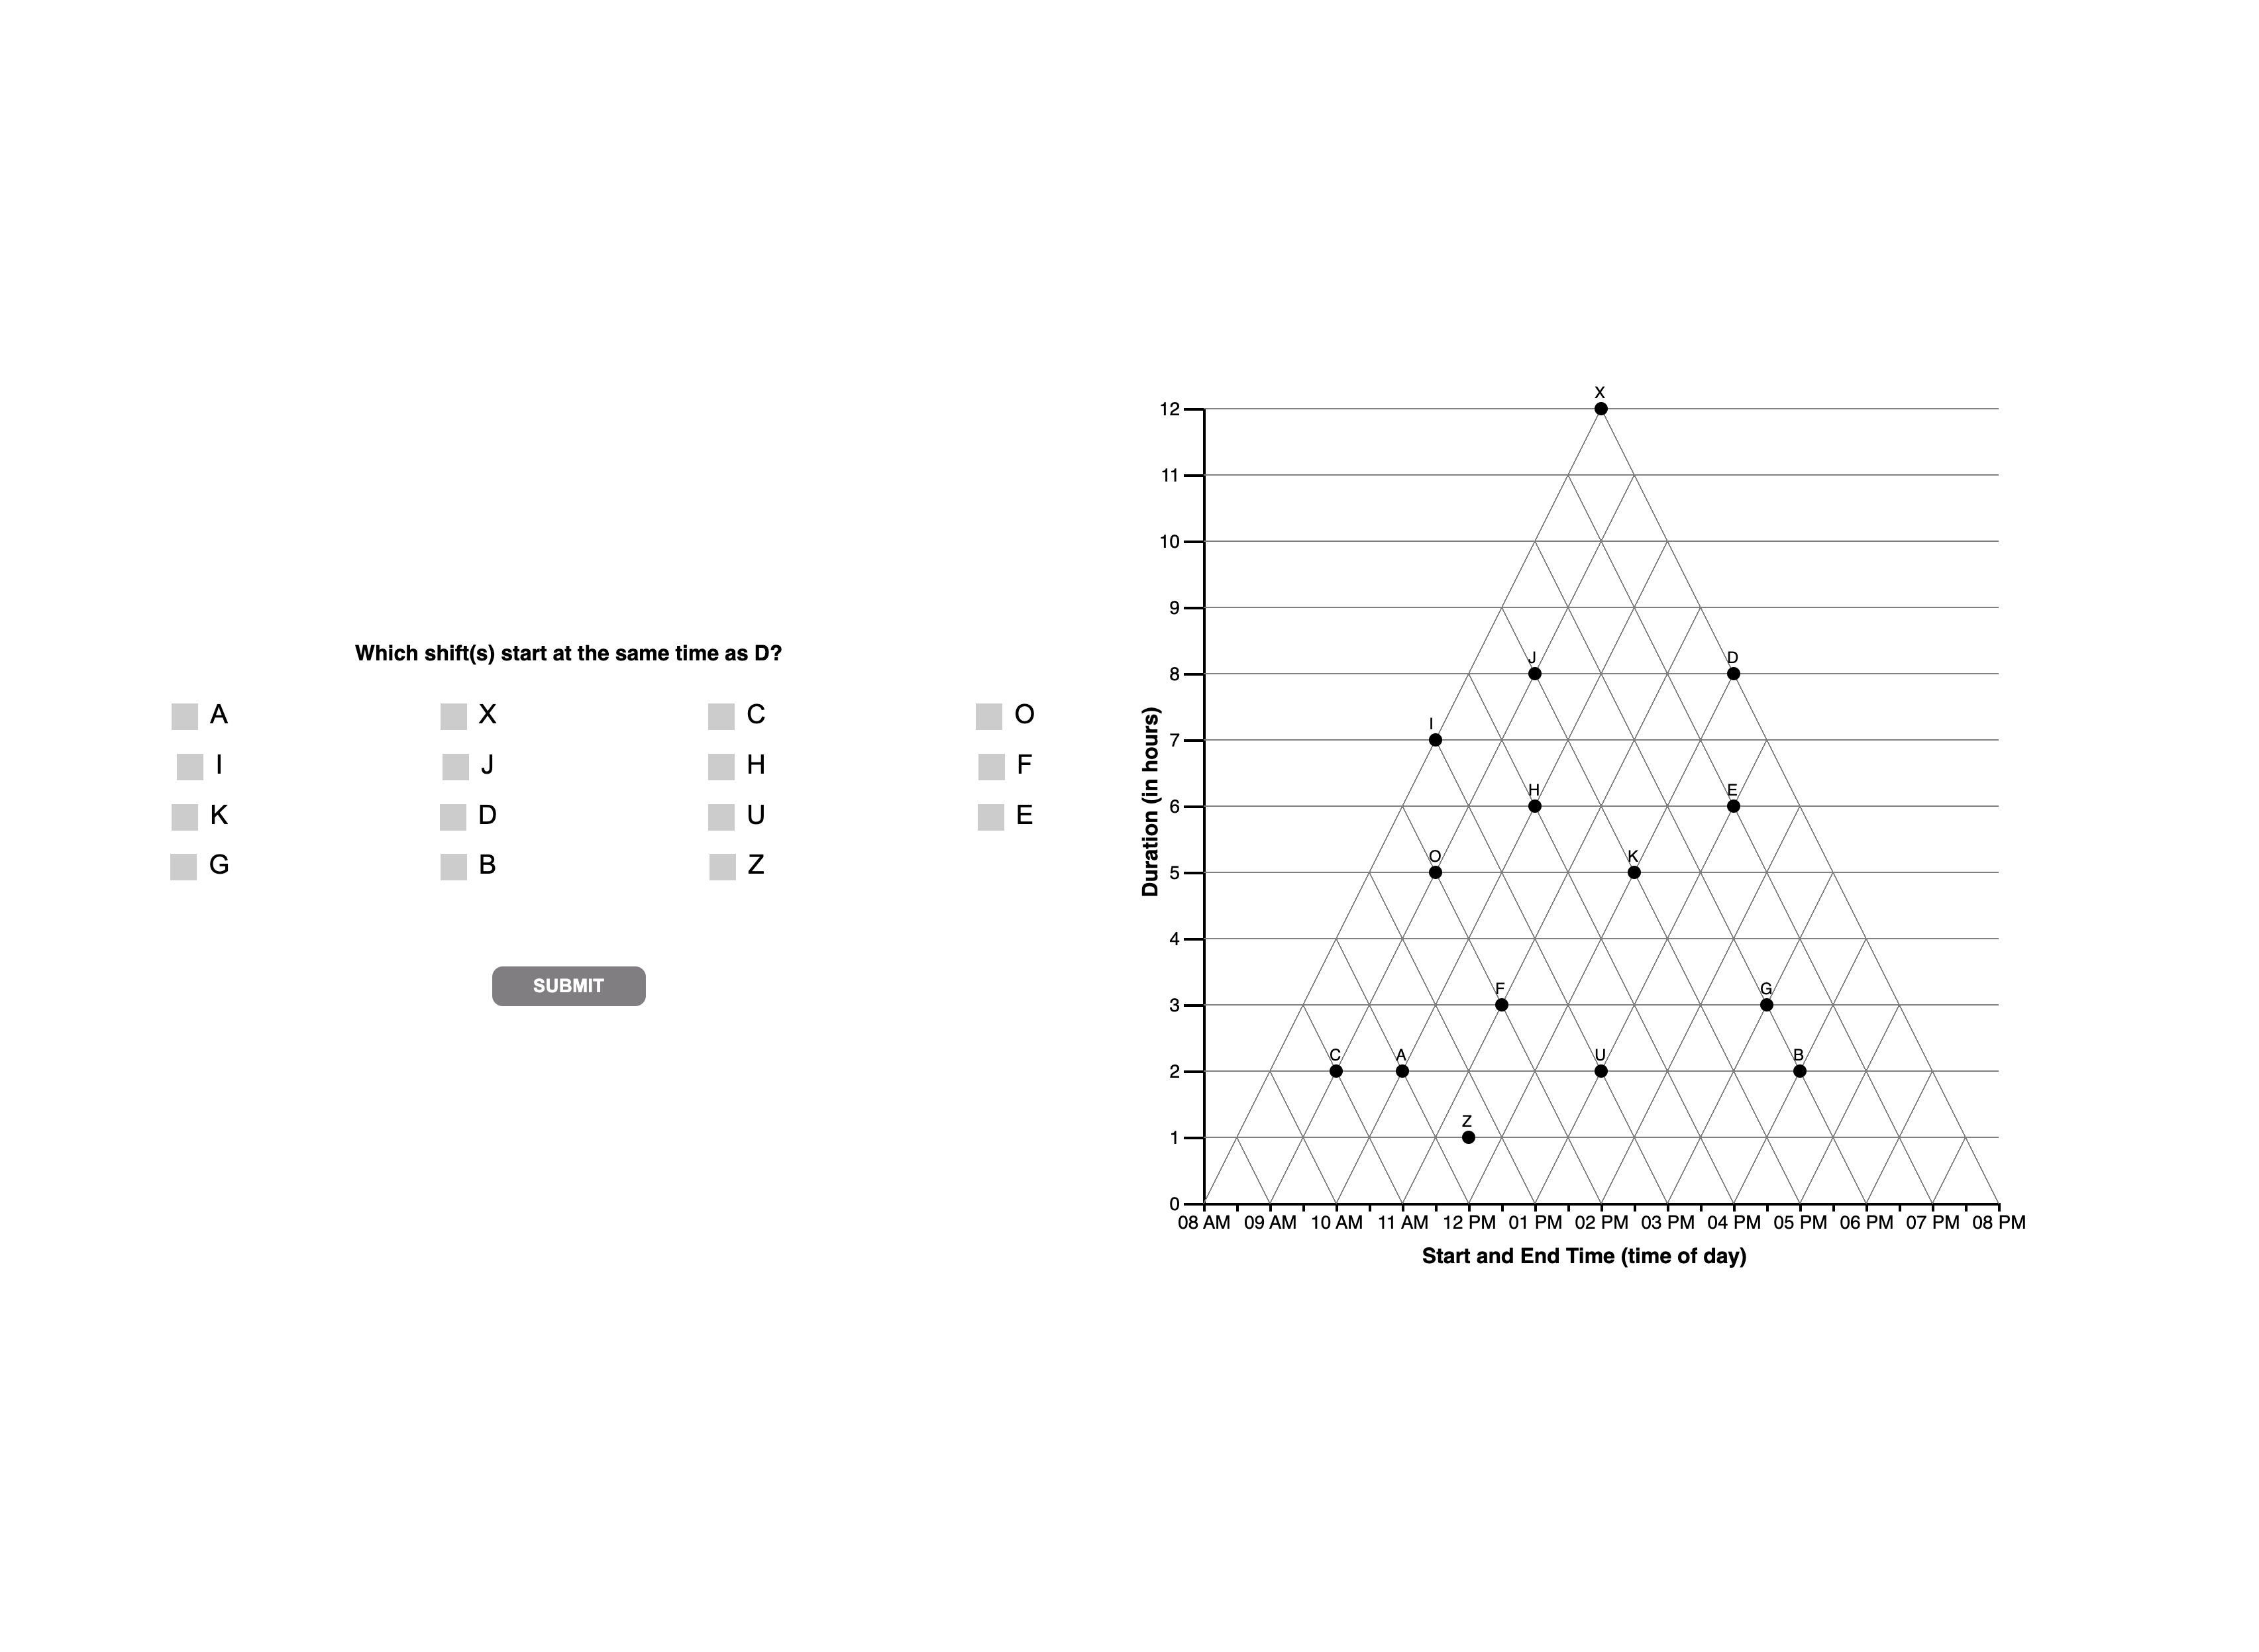 Which shift(s) start at the same time as D?
A X C O
I J H F
K D U E
G B Z
SUBMIT
X
12
11
10
9
J D
8
I
7
H E
6
O K
5
4
F G
3
C A U B
2
Z
1
0
08 AM 09 AM 10 AM 11 AM 12 PM 01 PM 02 PM 03 PM 04 PM 05 PM 06 PM 07 PM 08 PM
Duration (in hours)
Start and End Time (time of day)